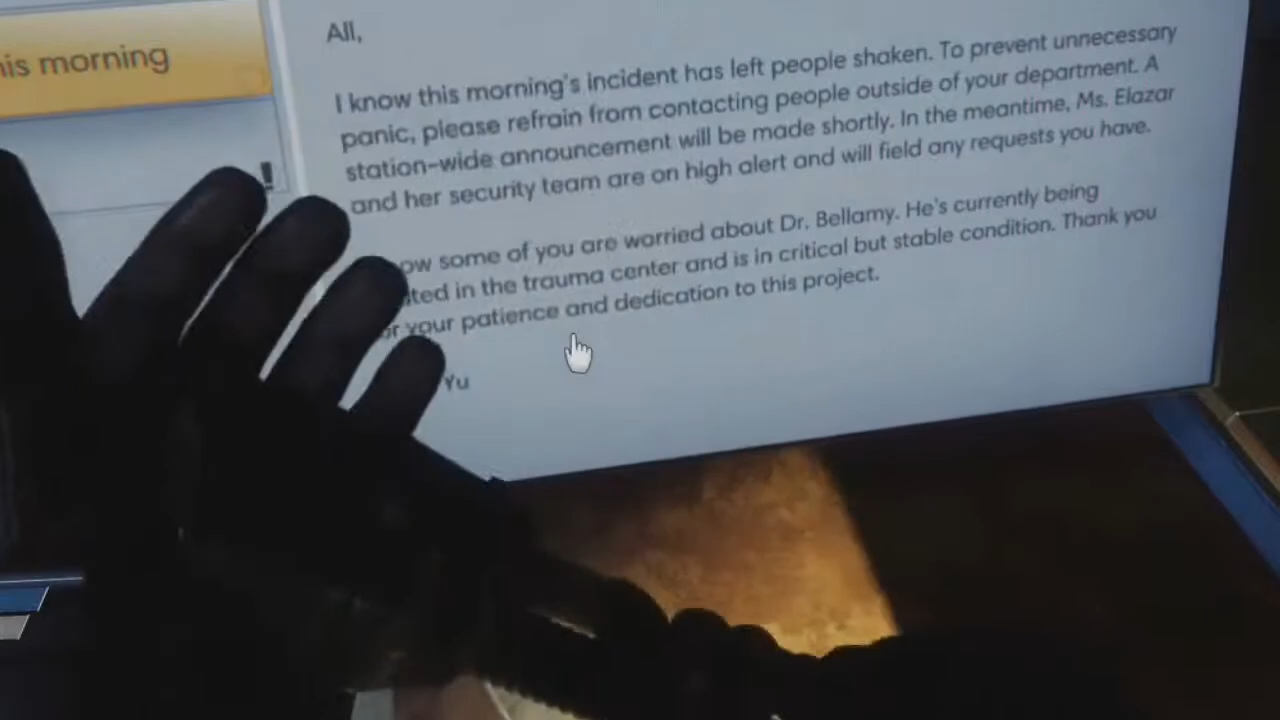 his morning
!
All,
I know this morning's incident has left people shaken. To prevent unnecessary
panic, please refrain from contacting people outside of your department. A
station-wide announcement will be made shortly. In the meantime, Ms. Elazar
and her security team are on high alert and will field any requests you have.
ow some of you are worried about Dr. Bellamy. He's currently being
ted in the trauma center and is in critical but stable condition. Thank you
or your patience and dedication to this project.
Yu